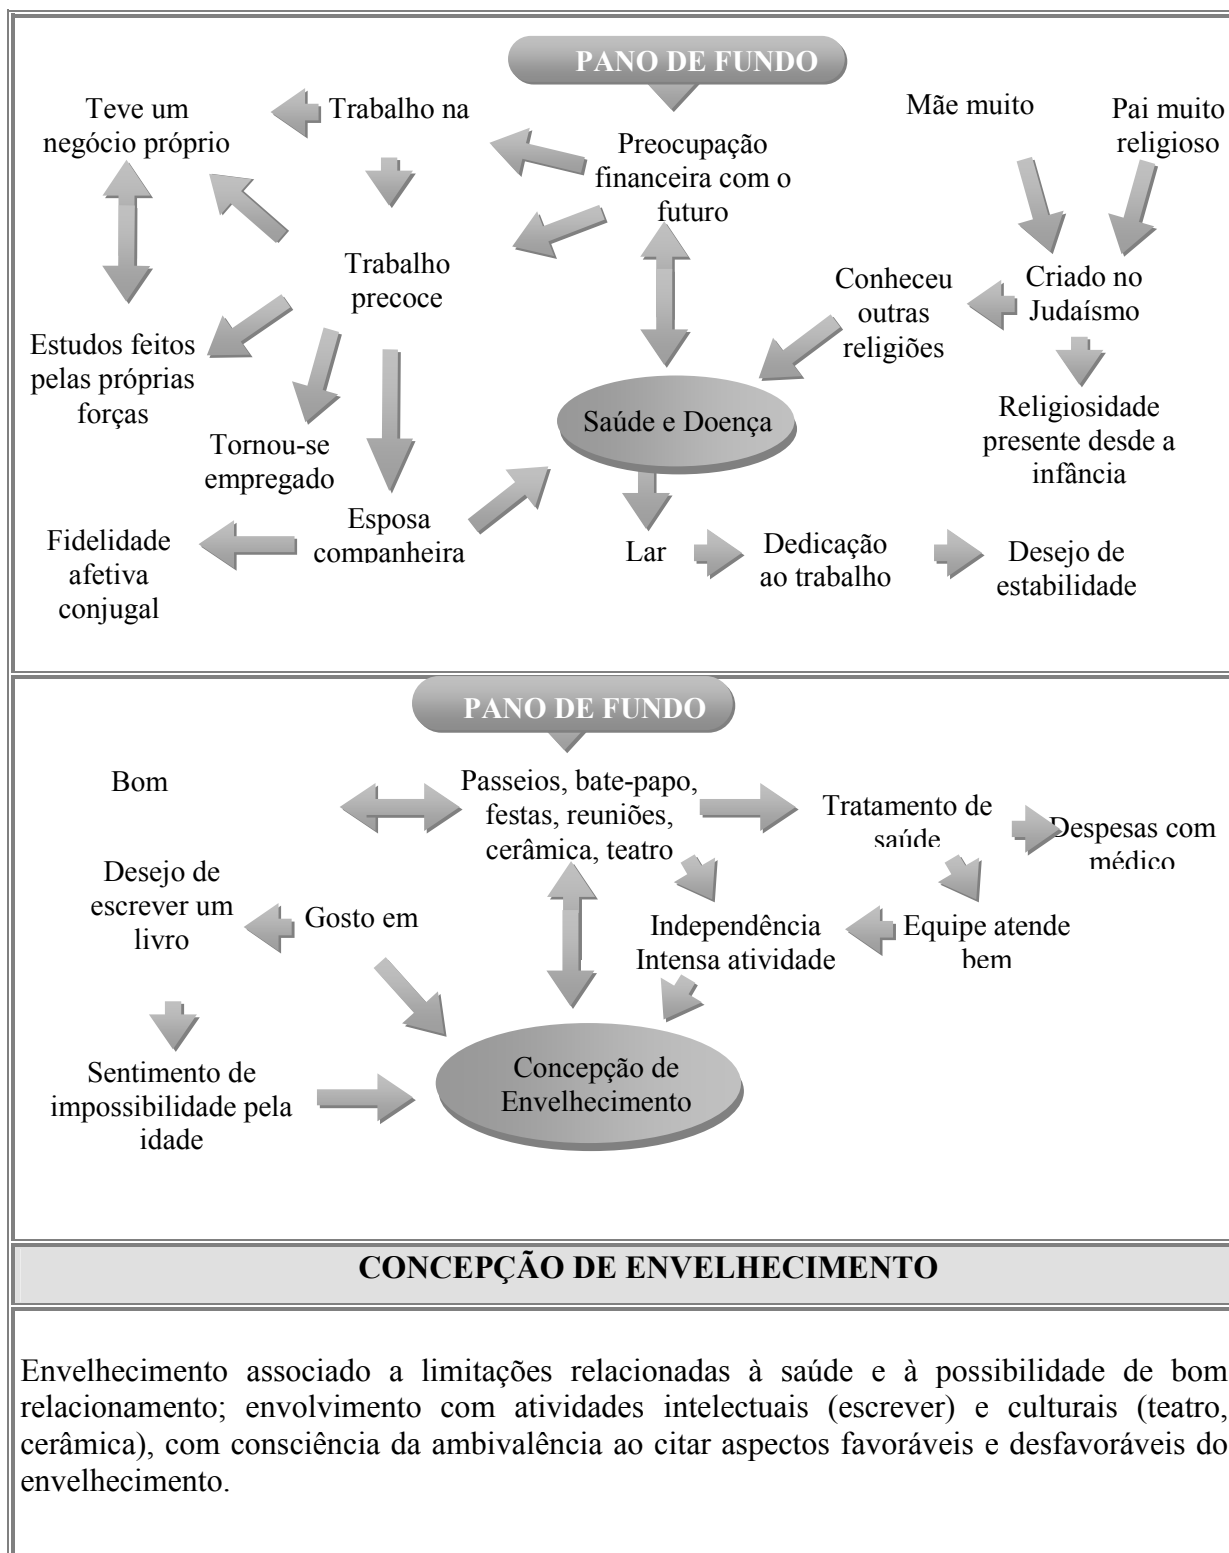 PANO DE FUNDO
Teve um
negócio próprio
Trabalho na
Preocupação
financeira com o
futuro
Mãe muito
Pai muito
religioso
Trabalho
precoce
Conheceu
outras
religiões
Criado no
Judaísmo
Estudos feitos
pelas próprias
forças
Saúde e Doença
Religiosidade
presente desde a
infância
Tornou-se
empregado
Esposa
companheira
Fidelidade
afetiva
conjugal
Lar
Dedicação
ao trabalho
Desejo de
estabilidade
PANO DE FUNDO
Bom
Passeios, bate-papo,
festas, reuniões,
cerâmica, teatro
Tratamento de
saúde
Despesas com
médico
Desejo de
escrever um
livro
Gosto em
Independência
Intensa atividade
Equipe atende
bem
Sentimento de
impossibilidade pela
idade
Concepção de
Envelhecimento
CONCEPÇÃO DE ENVELHECIMENTO
Envelhecimento associado a limitações relacionadas à saúde e à possibilidade de bom
relacionamento; envolvimento com atividades intelectuais (escrever) e culturais (teatro,
cerâmica), com consciência da ambivalência ao citar aspectos favoráveis e desfavoráveis do
envelhecimento.